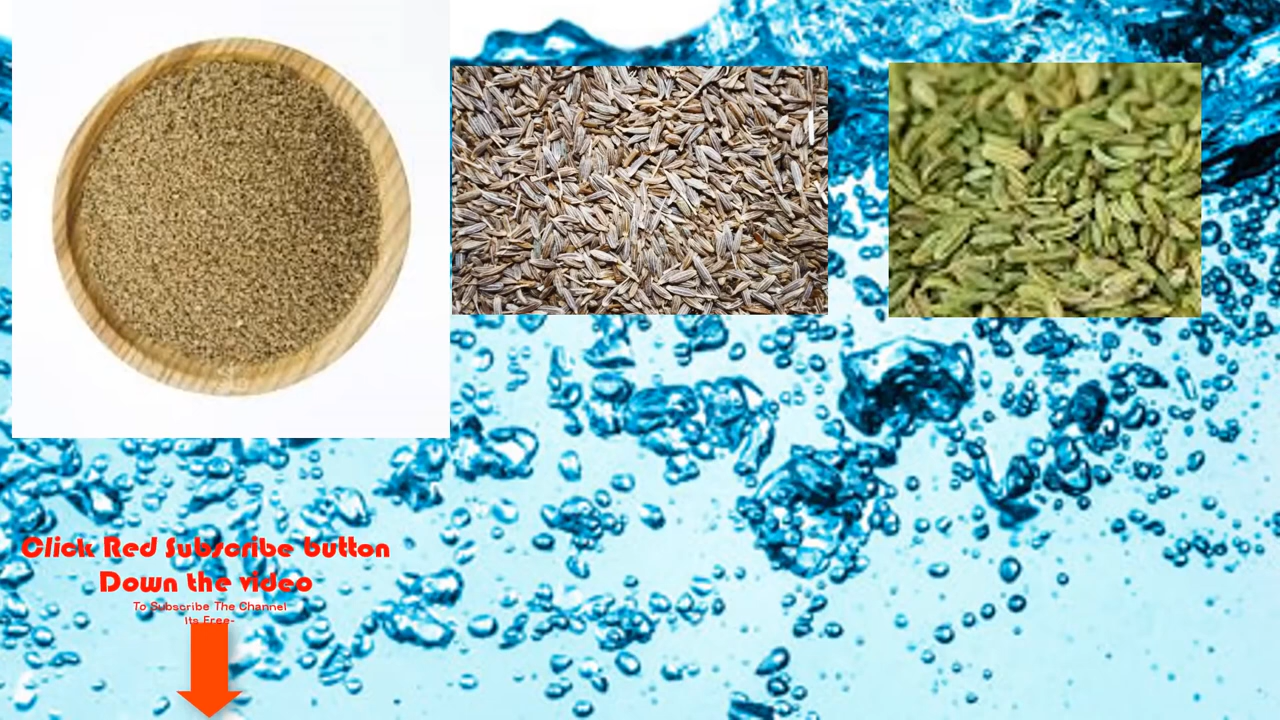 Click Red Subscribe button
Down the video
To Subscribe The Channel
Its Free-